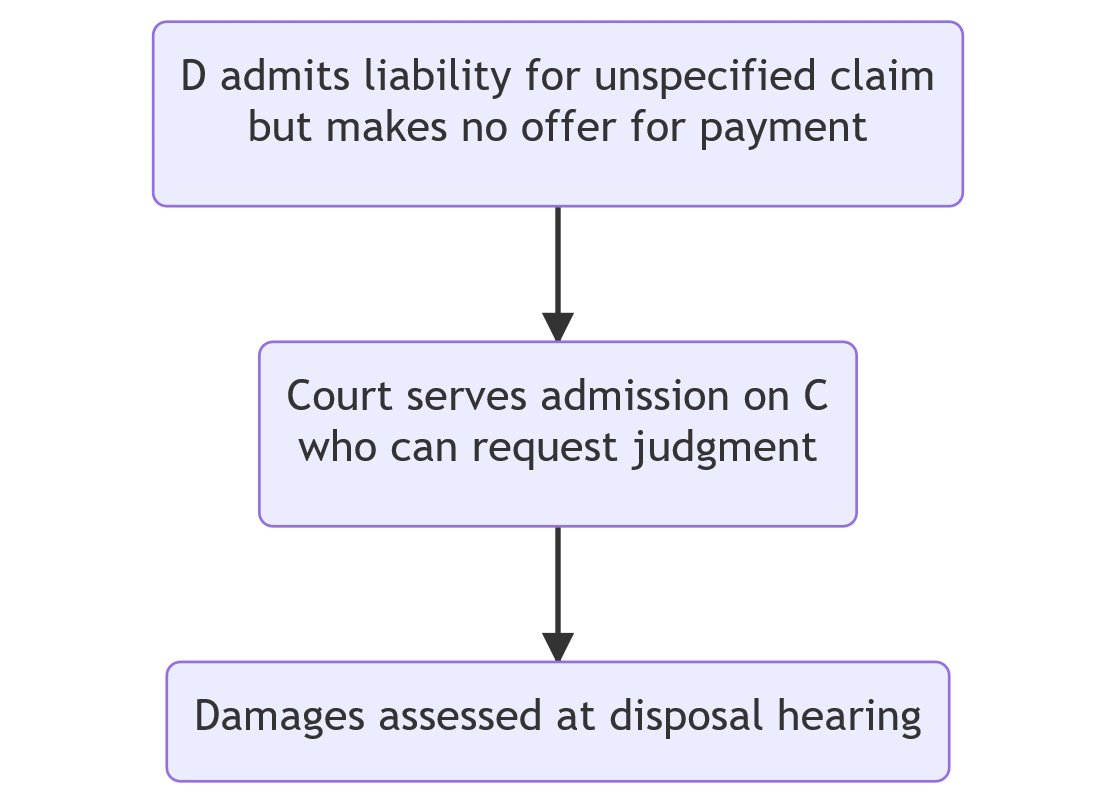 D admits liability for unspecified claim
but makes no offer for payment
Court serves admission on C
who can request judgment
Damages assessed at disposal hearing